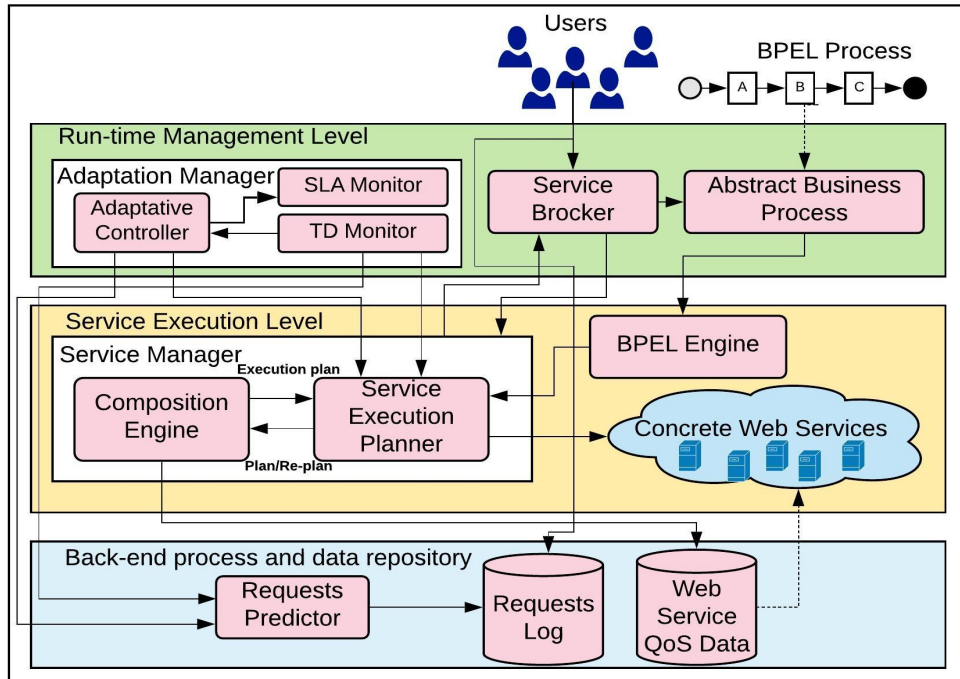 Users
BPEL Process
A
B
C
Run-time Management Level
Adaptation Manager
SLA Monitor
Adaptative
Controller
TD Monitor
Service
Brocker
Abstract Business
Process
Service Execution Level
Service Manager
BPEL Engine
Execution plan
Composition
Engine
Service
Execution
Planner
Plan/Re-plan
Concrete Web Services
Back-end process and data repository
Requests
Predictor
Requests
Log
Web
Service
QoS Data